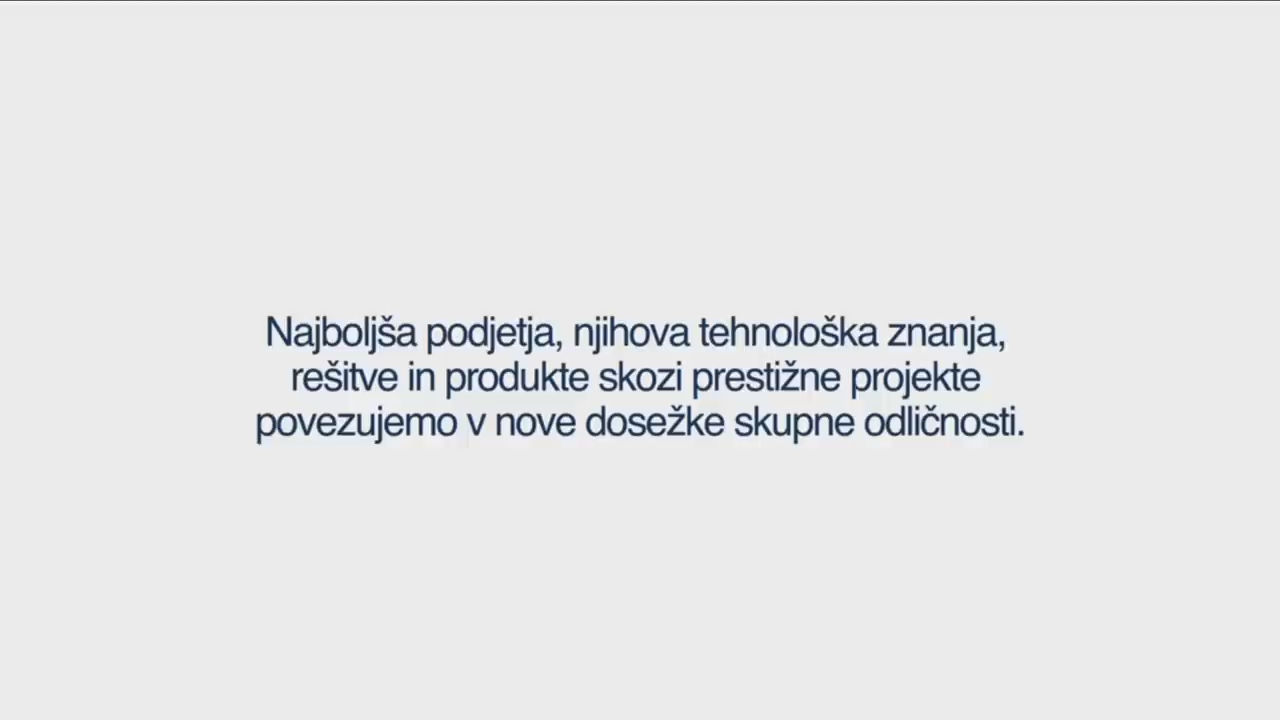 Najboljša podjetja, njihova tehnološka znanja,
rešitve in produkte skozi prestižne projekte
povezujemo v nove dosežke skupne odličnosti.